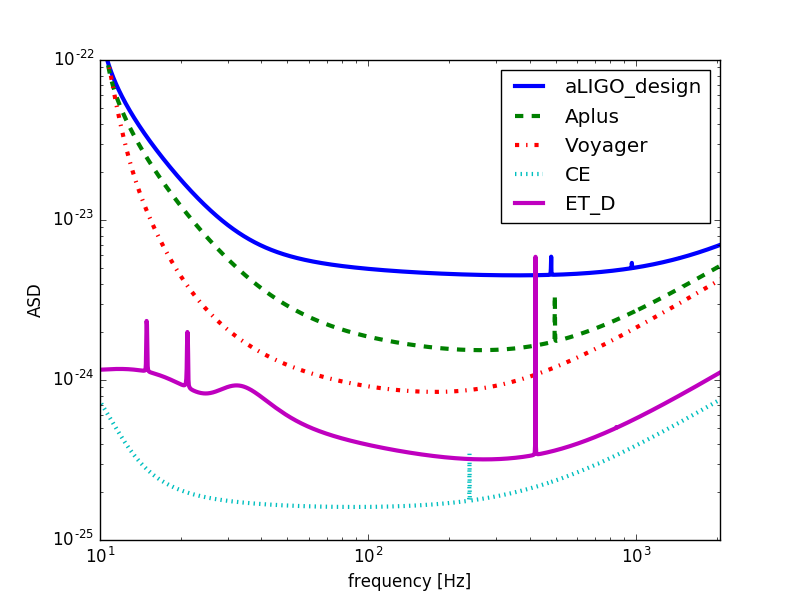 10^-22
10^-23
10^-24
10^-25
ASD
aLIGO_design
Aplus
Voyager
CE
ET_D
10^1
10^2
10^3
frequency [Hz]